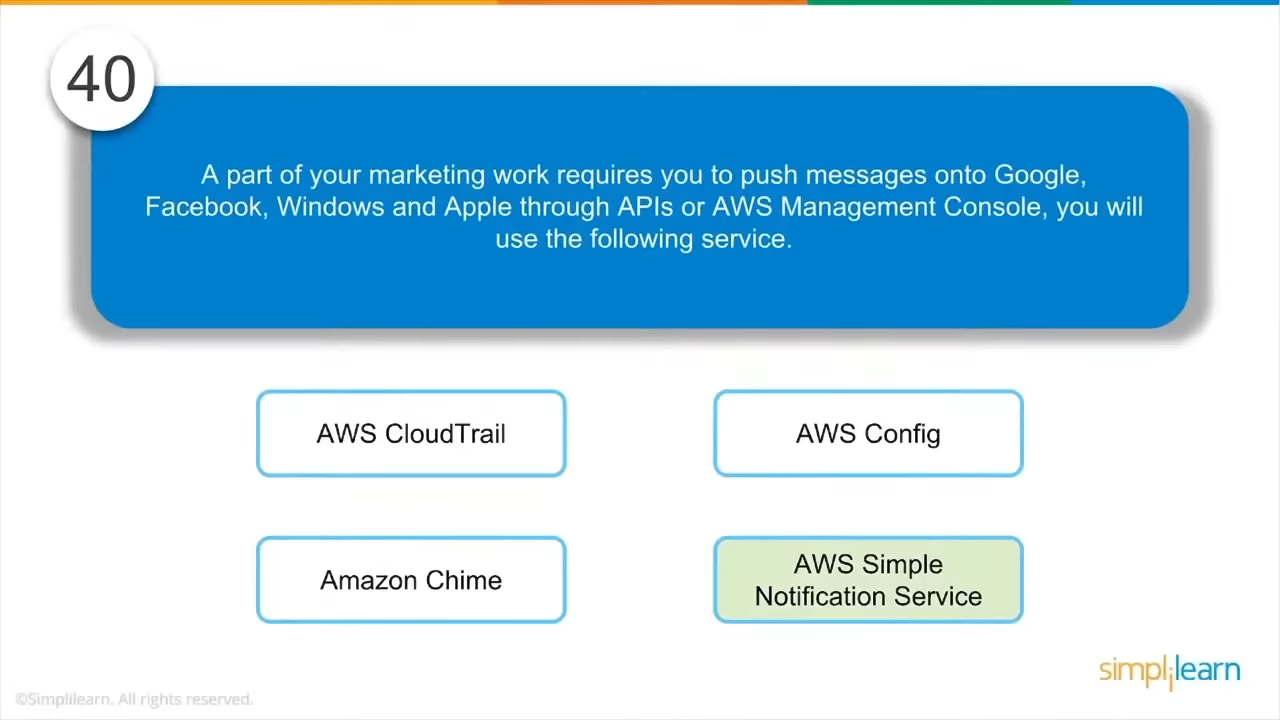 40
A part of your marketing work requires you to push messages onto Google,
Facebook, Windows and Apple through APIs or AWS Management Console, you will
use the following service.
AWS CloudTrail
AWS Config
Amazon Chime
AWS Simple
Notification Service
simplilearn
©Simplilearn. All rights reserved.